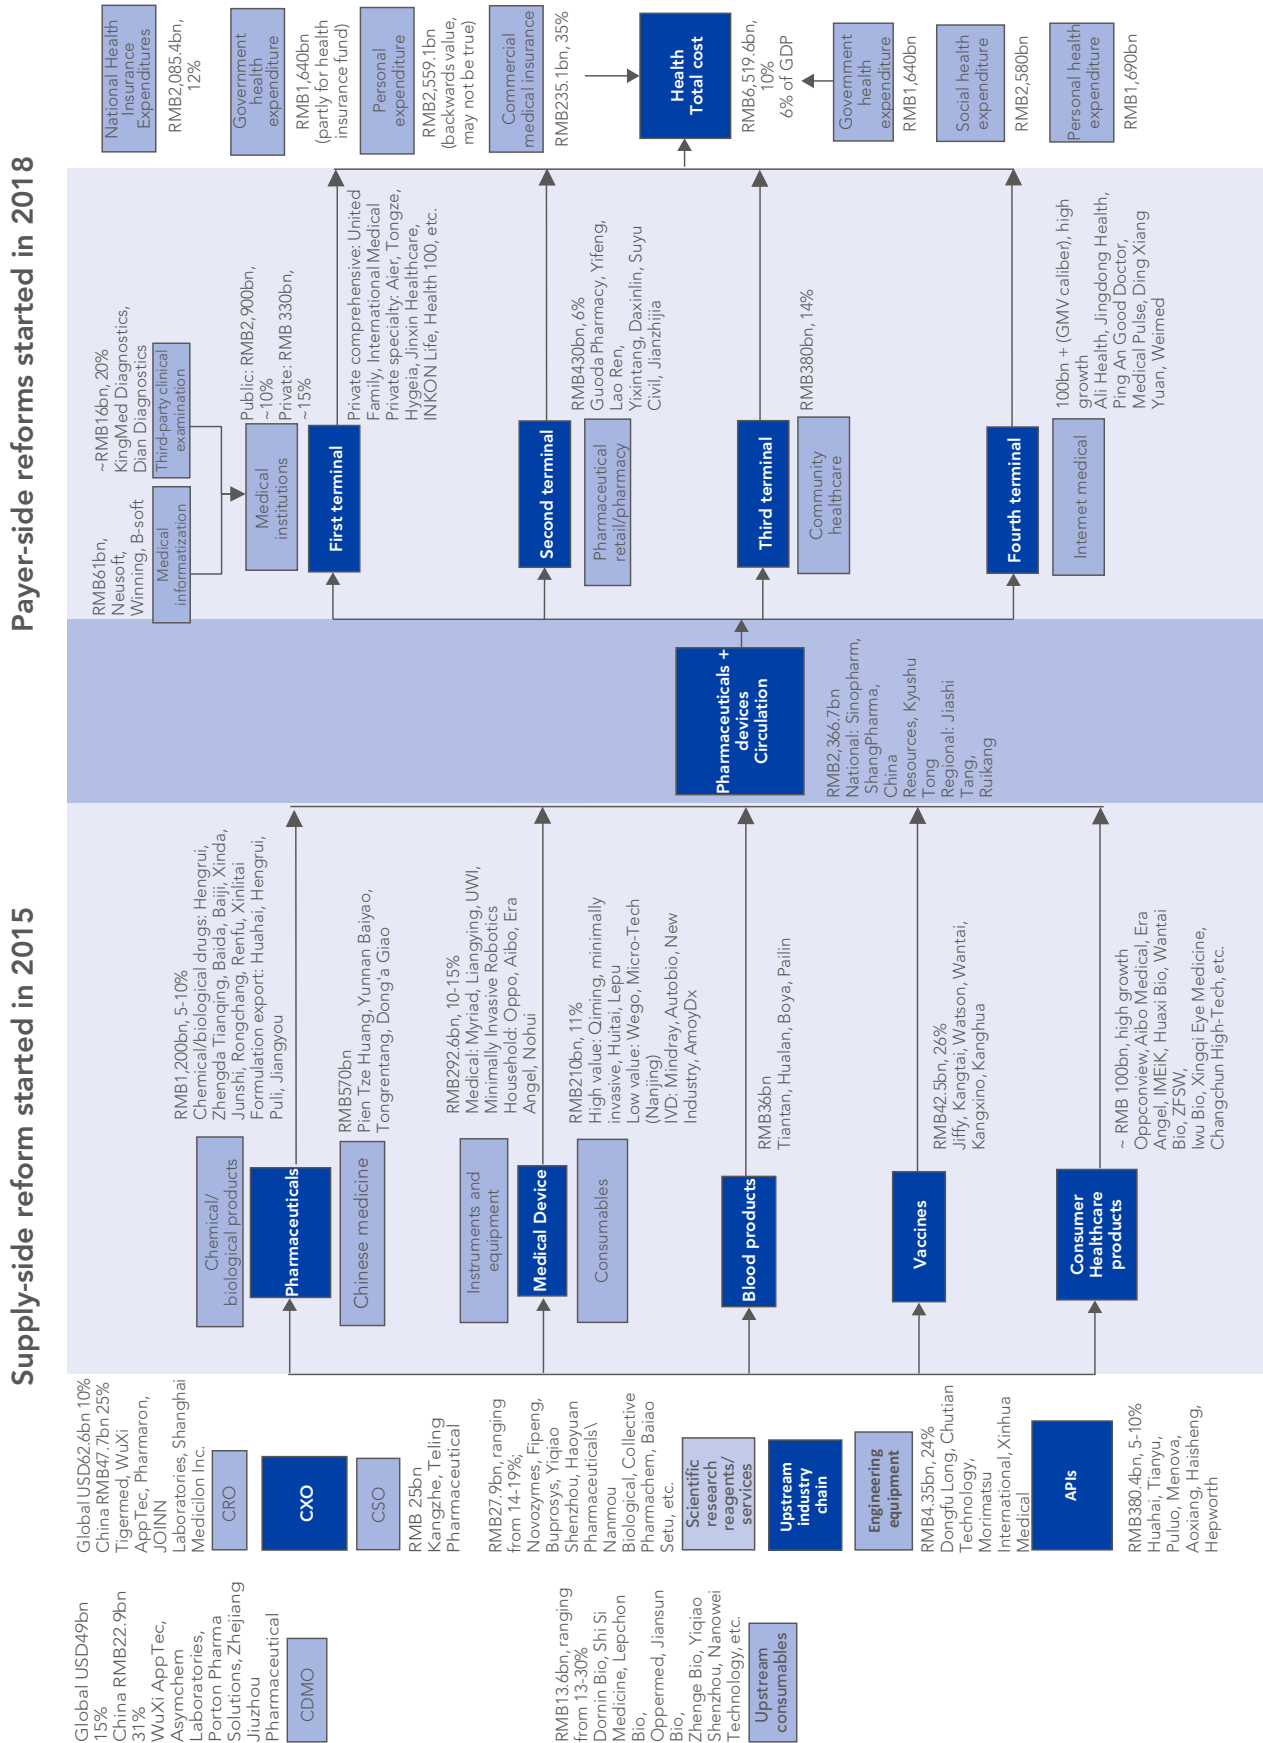 Supply-side reform started in 2015
Payer-side reforms started in 2018
Global USD49bn
15%
China RMB22.9bn
31%
WuXi AppTec,
Asymchem
Laboratories,
Porton Pharma
Solutions, Zhejiang
Jiuzhou
Pharmaceutical
CDMO
RMB13.6bn, ranging
from 13-30%
Dornin Bio, Shi Si
Medicine, Lepchon
Bio,
Oppermed, Jiansun
Bio,
Zhenge Bio, Yiqiao
Shenzhou, Nanowei
Technology, etc.
Upstream
consumables
Global USD62.6bn 10%
China RMB47.7bn 25%
Tigermed, WuXi
AppTec, Pharmaron,
JOINN
Laboratories, Shanghai
Medicilon Inc.
CRO
CXO
CSO
RMB 25bn
Kangzhe, Teling
Pharmaceutical
RMB27.9bn, ranging
from 14-19%;
Novozymes, Fipeng,
Buprosys, Yiqiao
Shenzhou, Haoyuan
Pharmaceuticals\
Nanmou
Biological, Collective
Pharmachem, Baiao
Setu, etc.
Scientific
research
reagents/
services
Upstream
industry
chain
Engineering
equipment
RMB4.35bn, 24%
Dongfu Long, Chutian
Technology,
Morimatsu
International, Xinhua
Medical
APIs
RMB380.4bn, 5-10%
Huahai, Tianyu,
Puluo, Menova,
Aoxiang, Haisheng,
Hepworth
Chemical/
biological products
RMB1,200bn, 5-10%
Chemical/biological drugs: Hengrui,
Zhengda Tianqing, Baida, Baiji, Xinda,
Junshi, Rongchang, Renfu, Xinlitai
Formulation export: Huahai, Hengrui,
Puli, Jiangyou
Pharmaceuticals
Chinese medicine
RMB570bn
Pien Tze Huang, Yunnan Baiyao,
Tongrentang, Dong'a Giao
Instruments and
equipment
RMB292.6bn, 10-15%
Medical: Myriad, Liangying, UWI,
Minimally Invasive Robotics
Household: Oppo, Aibo, Era
Angel, Nohui
Medical Device
Consumables
RMB210bn, 11%
High value: Qiming, minimally
invasive, Huitai, Lepu
Low value: Wego, Micro-Tech
(Nanjing)
IVD: Mindray, Autobio, New
Industry, AmoyDx
Blood products
RMB36bn
Tiantan, Hualan, Boya, Pailin
Vaccines
RMB42.5bn, 26%
Jiffy, Kangtai, Watson, Wantai,
Kangxino, Kanghua
Consumer
Healthcare
products
~ RMB 100bn, high growth
Oppconview, Aibo Medical, Era
Angel, IMEiK, Huaxi Bio, Wantai
Bio, ZFSW,
Iwu Bio, Xingqi Eye Medicine,
Changchun High-Tech, etc.
Pharmaceuticals +
devices
Circulation
RMB2,366.7bn
National: Sinopharm,
ShangPharma,
China
Resources, Kyushu
Tong
Regional: Jiashi
Tang,
Ruikang
RMB61bn,
Neusoft,
Winning, B-soft
Medical
informatization
~RMB16bn, 20%
KingMed Diagnostics,
Dian Diagnostics
Third-party clinical
examination
Medical
institutions
Public: RMB2,900bn,
~10%
Private: RMB 330bn,
~15%
First terminal
Private comprehensive: United
Family, International Medical
Private specialty: Aier, Tongze,
Hygeia, Jinxin Healthcare,
INKON Life, Health 100, etc.
Second terminal
Pharmaceutical
retail/pharmacy
RMB430bn, 6%
Guoda Pharmacy, Yifeng,
Lao Ren,
Yixintang, Daxinlin, Suyu
Civil, Jianzhijia
Third terminal
Community
healthcare
RMB380bn, 14%
Fourth terminal
Internet medical
100bn + (GMV caliber), high
growth
Ali Health, Jingdong Health,
Ping An Good Doctor,
Medical Pulse, Ding Xiang
Yuan, Weimed
National Health
Insurance
Expenditures
RMB2,085.4bn,
12%
Government
health
expenditure
RMB1,640bn
(partly for health
insurance fund)
Personal
expenditure
RMB2,559.1bn
(backwards value,
may not be true)
Commercial
medical insurance
RMB235.1bn, 35%
Health
Total cost
RMB6,519.6bn,
10%
6% of GDP
Government
health
expenditure
RMB1,640bn
Social health
expenditure
RMB2,580bn
Personal health
expenditure
RMB1,690bn